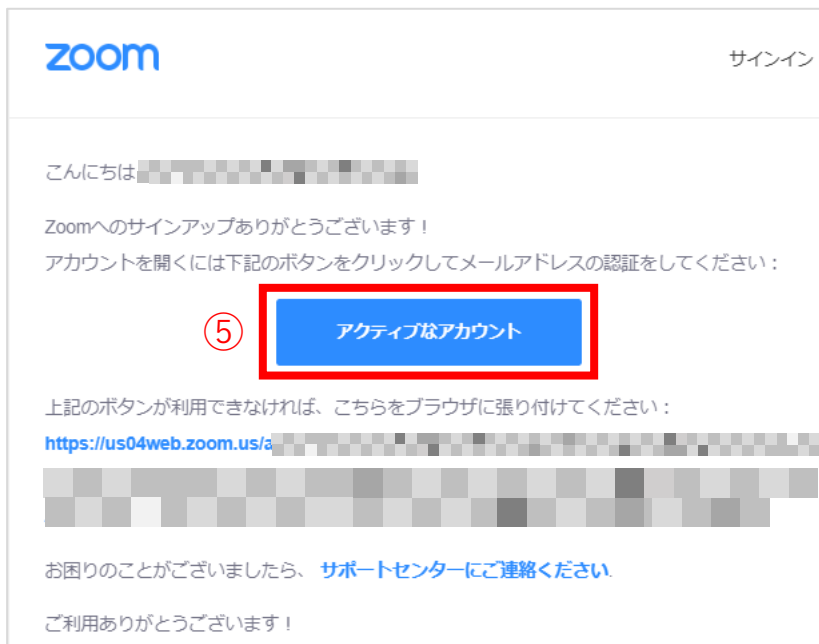 zoom
サインイン
こんにちは
Zoomへのサインアップありがとうございます！
アカウントを開くには下記のボタンをクリックしてメールアドレスの認証をしてください：
⑤
アクティブなアカウント
上記のボタンが利用できなければ、こちらをブラウザに張り付けてください：
https://us04web.zoom.us/a
お困りのことがございましたら、 サポートセンターにご連絡ください.
ご利用ありがとうございます！